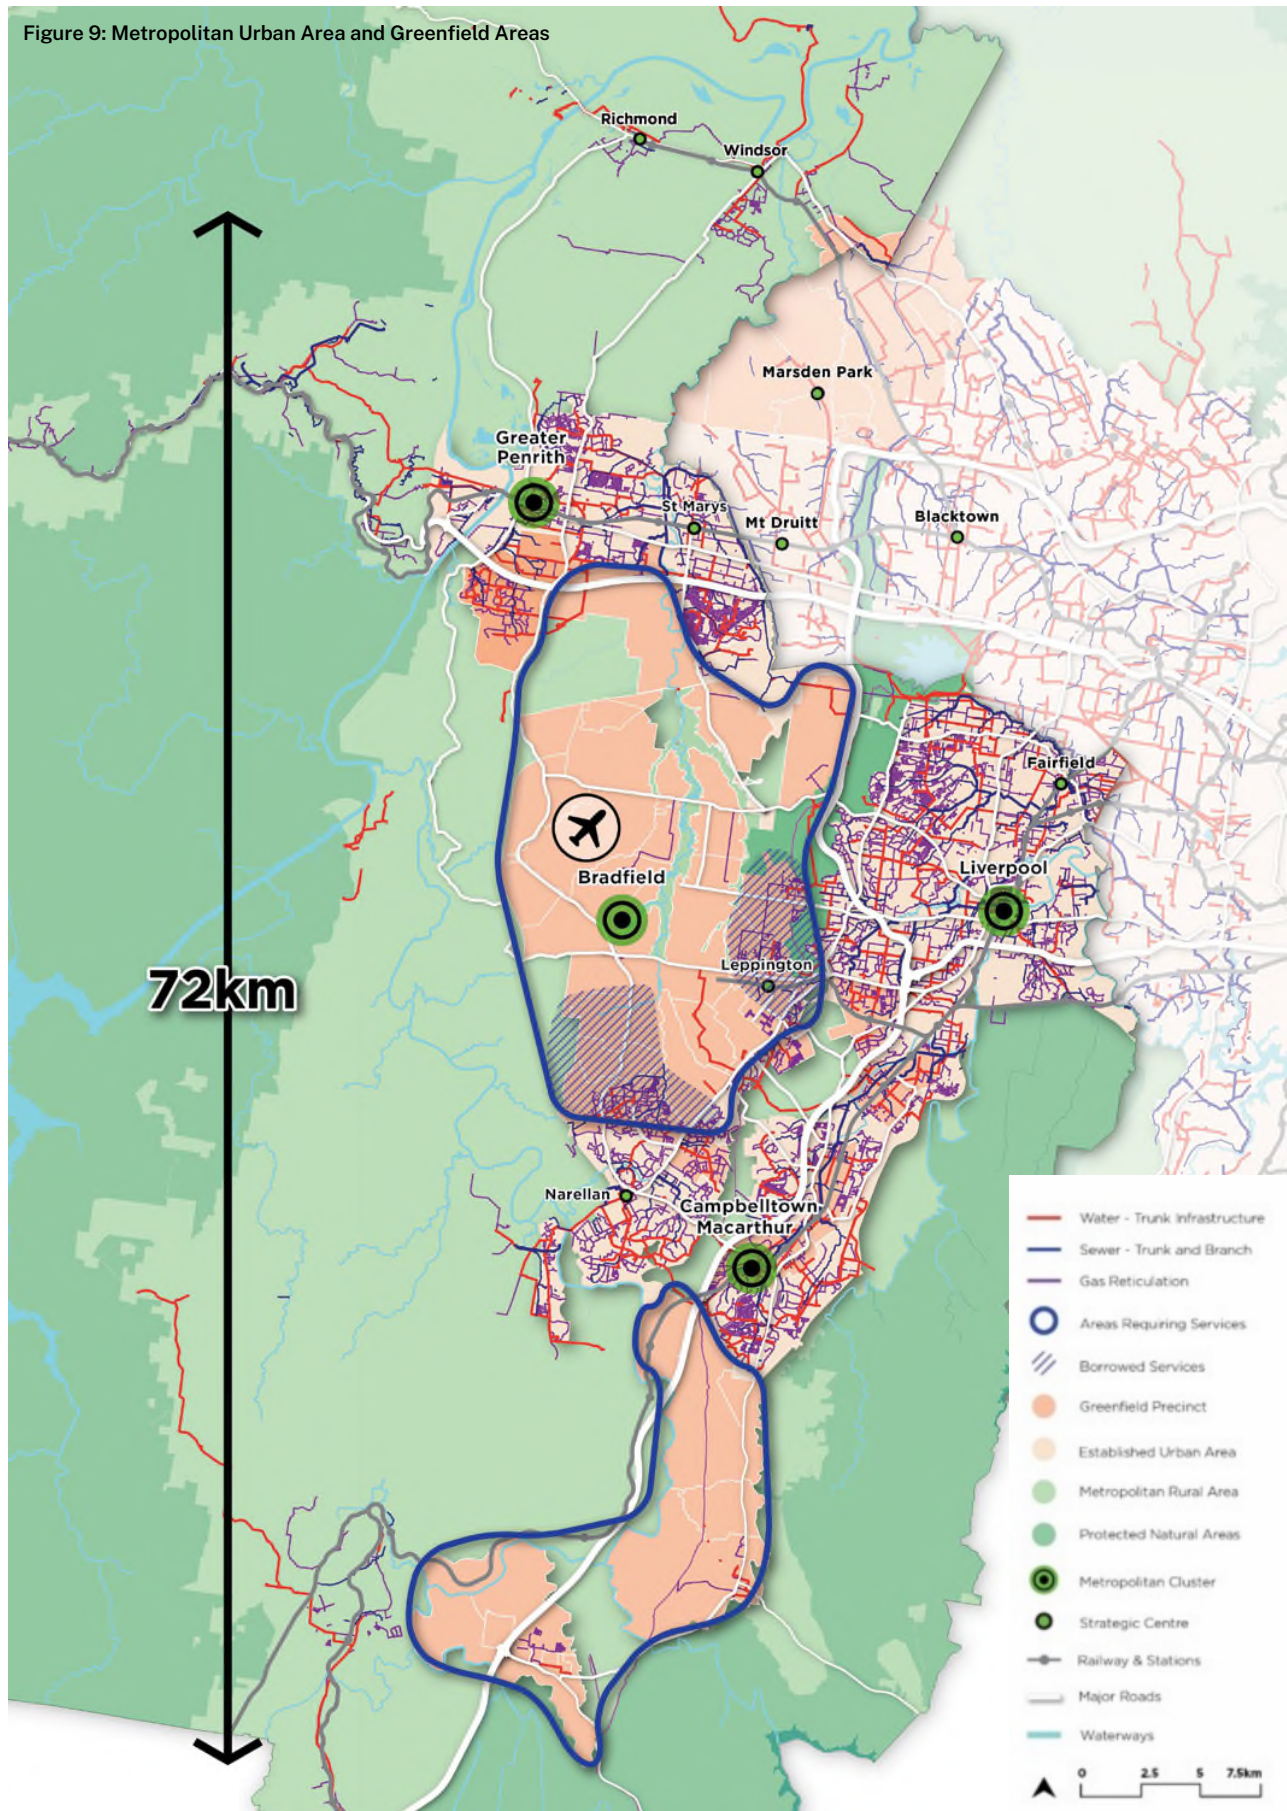 Figure 9: Metropolitan Urban Area and Greenfield Areas
Richmond
Windsor
Marsden Park
Greater
Penrith
St Marys
Mt Druitt
Blacktown
Fairfield
Bradfield
Liverpool
Leppington
72km
Narellan
Campbelltown
Macarthur
Water - Trunk Infrastructure
Sewer - Trunk and Branch
Gas Reticulation
Areas Requiring Services
Borrowed Services
Greenfield Precinct
Established Urban Area
Metropolitan Rural Area
Protected Natural Areas
Metropolitan Cluster
Strategic Centre
Railway & Stations
Major Roads
Waterways
0 2.5 5 7.5km